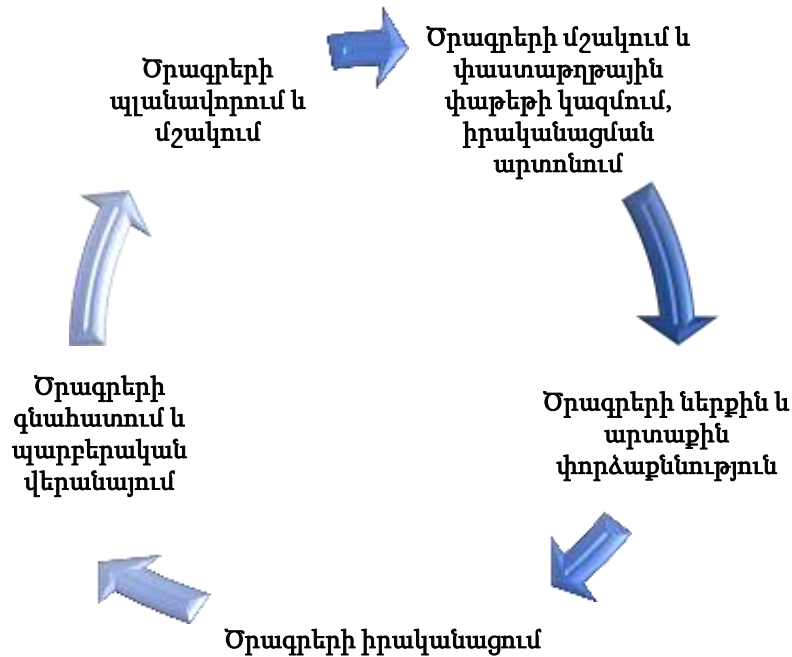 Ծրագրերի
պլանավորում և
մշակում
Ծրագրերի մշակում և
փաստաթղթային
փաթեթի կազմում,
իրականացման
արտոնում
Ծրագրերի ներքին և
արտաքին
փորձաքննություն
Ծրագրերի իրականացում
Ծրագրերի
գնահատում և
պարբերական
վերանայում